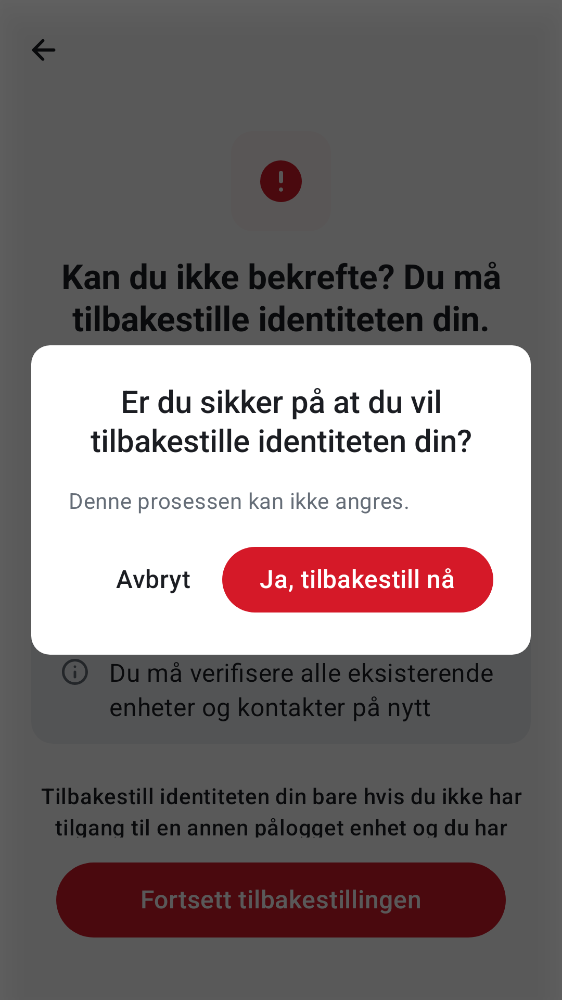 Kan du ikke bekrefte? Du må
tilbakestille identiteten din.
Er du sikker på at du vil
tilbakestille identiteten din?
Denne prosessen kan ikke angres.
Avbryt
Ja, tilbakestill nå
Du må verifisere alle eksisterende
enheter og kontakter på nytt
Tilbakestill identiteten din bare hvis du ikke har
tilgang til en annen pålogget enhet og du har
Fortsett tilbakestillingen